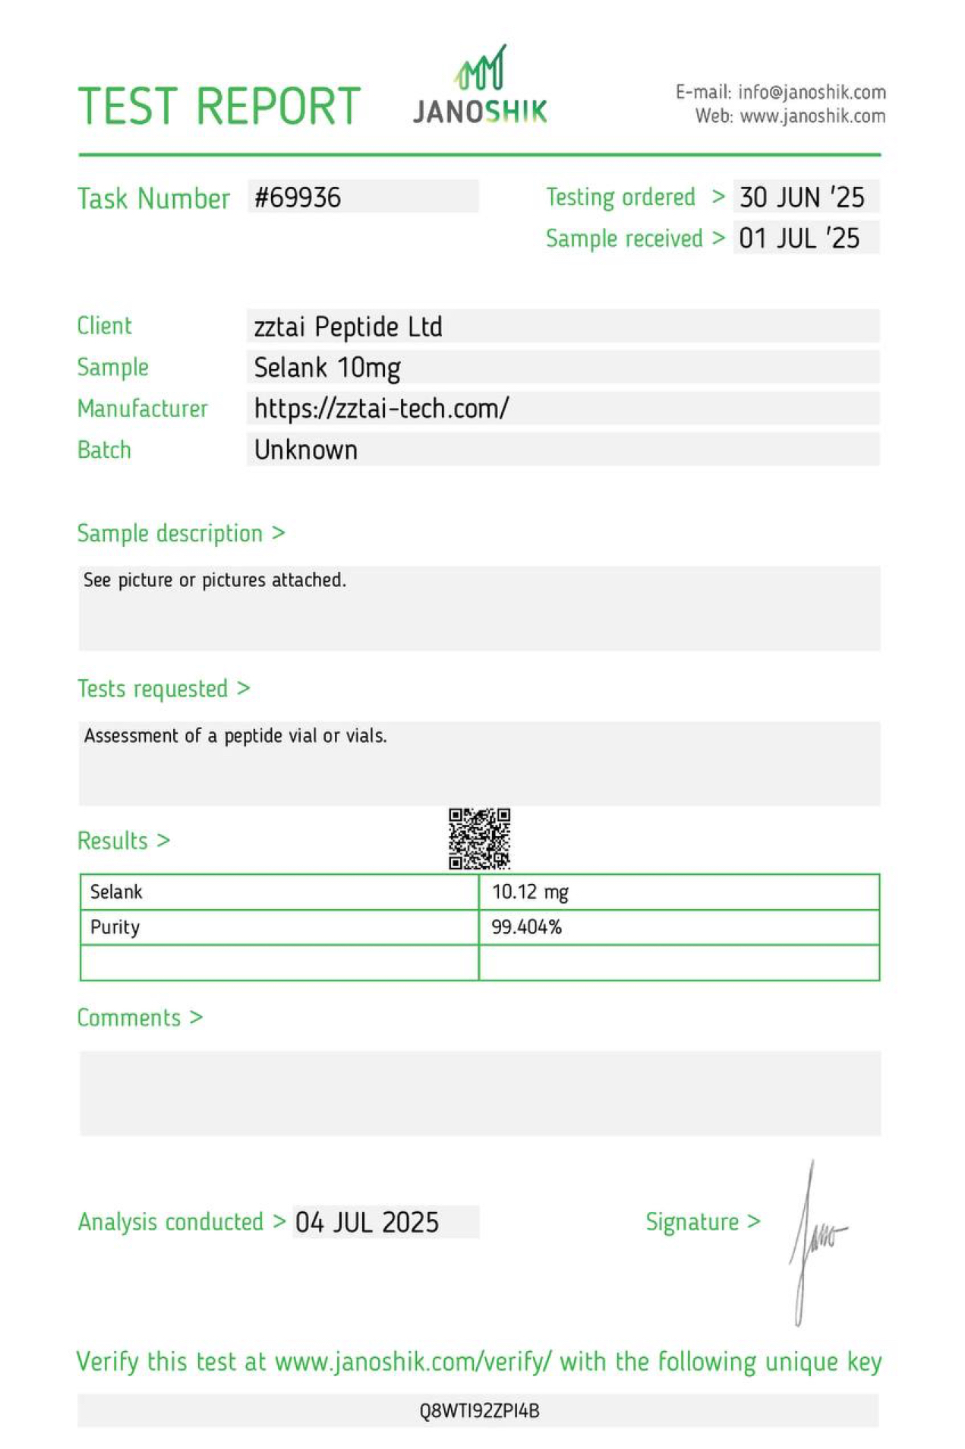 TEST REPORT
JANOSHIK
E-mail: info@janoshik.com
Web: www.janoshik.com
Task Number #69936
Testing ordered > 30 JUN '25
Sample received > 01 JUL '25
Client zztai Peptide Ltd
Sample Selank 10mg
Manufacturer https://zztai-tech.com/
Batch Unknown
Sample description >
See picture or pictures attached.
Tests requested >
Assessment of a peptide vial or vials.
Results >
Selank 10.12 mg
Purity 99.404%
Comments >
Analysis conducted > 04 JUL 2025
Signature > Jano
Verify this test at www.janoshik.com/verify/ with the following unique key
Q8WTI92ZPI4B